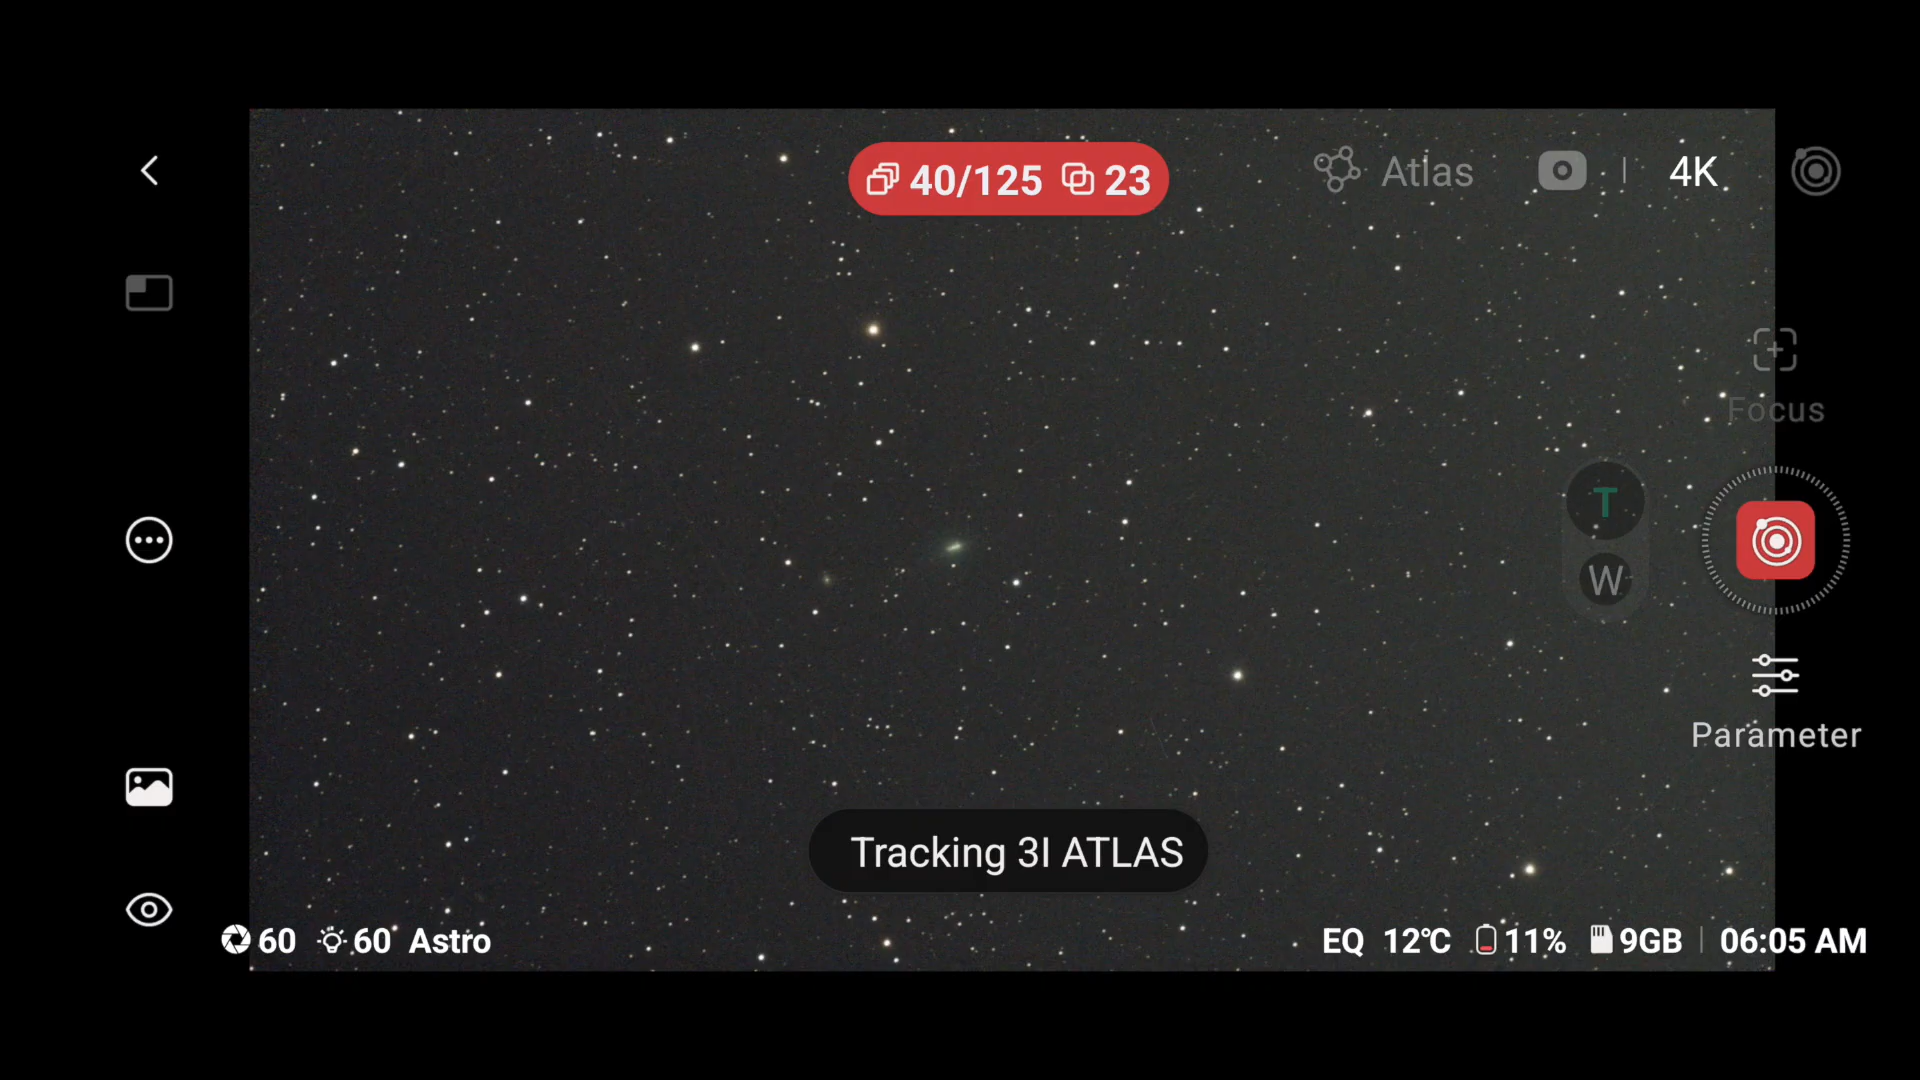 40/125 23
Atlas
4K
Focus
T
W
Parameter
Tracking 3I ATLAS
60 60 Astro
EQ 12℃ 11% 9GB | 06:05 AM